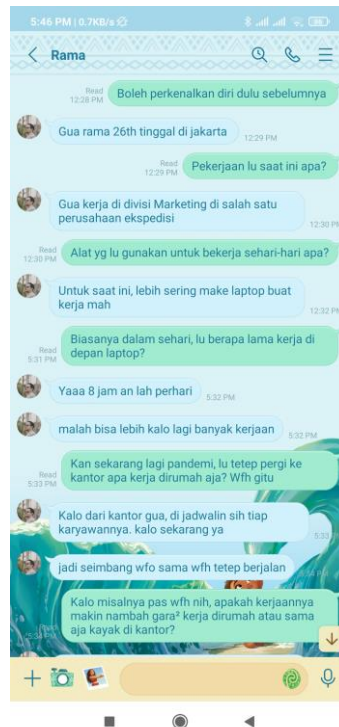 5:46 PM | 0.7KB/s
Rama
Read
12:28 PM
Boleh perkenalkan diri dulu sebelumnya
Gua rama 26th tinggal di jakarta
12:29 PM
Read
12:29 PM
Pekerjaan lu saat ini apa?
Gua kerja di divisi Marketing di salah satu
perusahaan ekspedisi
12:30 PM
Read
12:30 PM
Alat yg lu gunakan untuk bekerja sehari-hari apa?
Untuk saat ini, lebih sering make laptop buat
kerja mah
12:32 PM
Biasanya dalam sehari, lu berapa lama kerja di
depan laptop?
Read
5:31 PM
Yaaa 8 jam an lah perhari
5:32 PM
malah bisa lebih kalo lagi banyak kerjaan
5:32 PM
Kan sekarang lagi pandemi, lu tetep pergi ke
kantor apa kerja dirumah aja? Wfh gitu
Read
5:33 PM
Kalo dari kantor gua, di jadwalin sih tiap
karyawannya. kalo sekarang ya
5:33
jadi seimbang wfo sama wfh tetep berjalan
Kalo misalnya pas wfh nih, apakah kerjaannya
makin nambah gara² kerja dirumah atau sama
aja kayak di kantor?
Read
5:34 PM